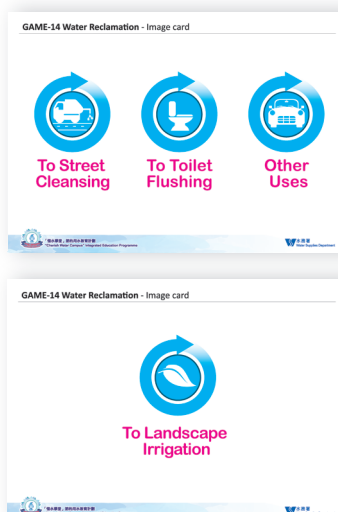 GAME-14 Water Reclamation - Image card
To Street
Cleansing
To Toilet
Flushing
Other
Uses
"Cherish Water Campus" Integrated Education Programme
水務署
Water Supplies Department
GAME-14 Water Reclamation - Image card
To Landscape
Irrigation
水務署